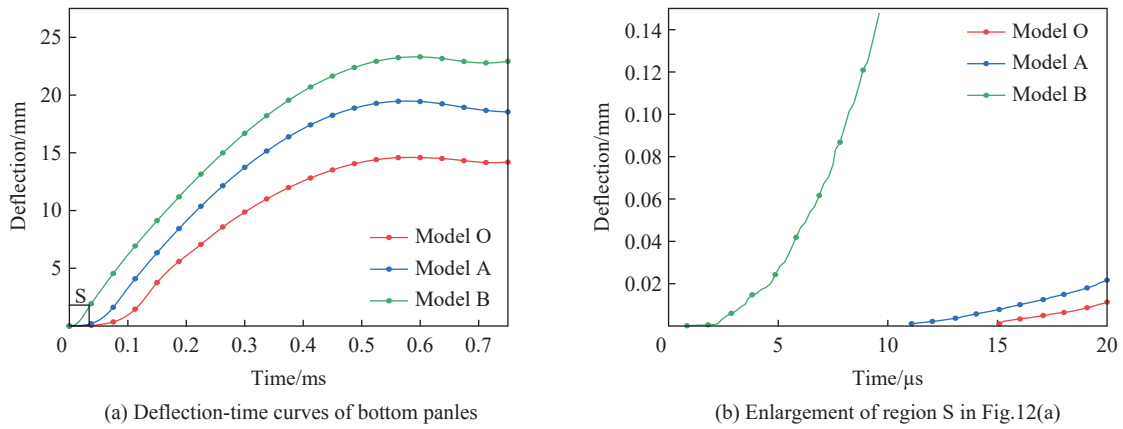 25
20
15
10
5
0
Deflection/mm
S
Model O
Model A
Model B
0.1 0.2 0.3 0.4 0.5 0.6 0.7
Time/ms
(a) Deflection-time curves of bottom panles
0.14
0.12
0.10
0.08
0.06
0.04
0.02
Deflection/mm
Model O
Model A
Model B
0 5 10 15 20
Time/μs
(b) Enlargement of region S in Fig.12(a)